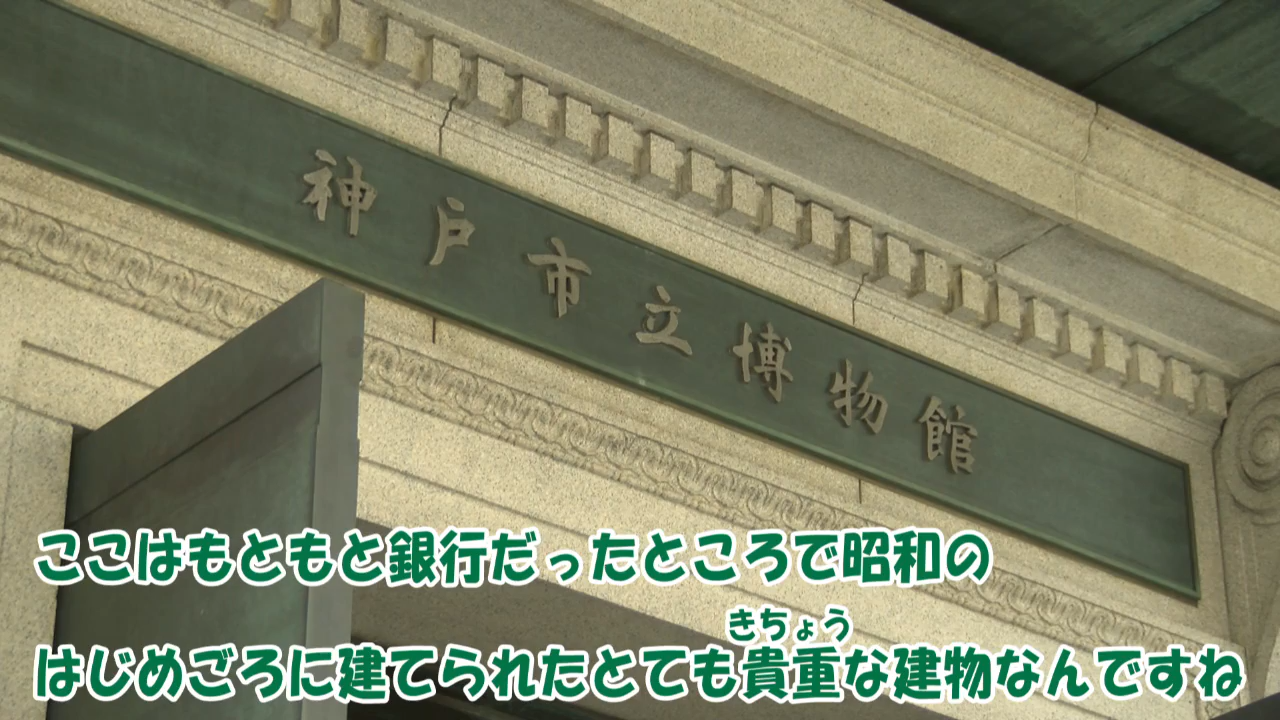 神戸市立博物館
ここはもともと銀行だったところで昭和の
きちょう
はじめごろに建てられたとても貴重な建物なんですね